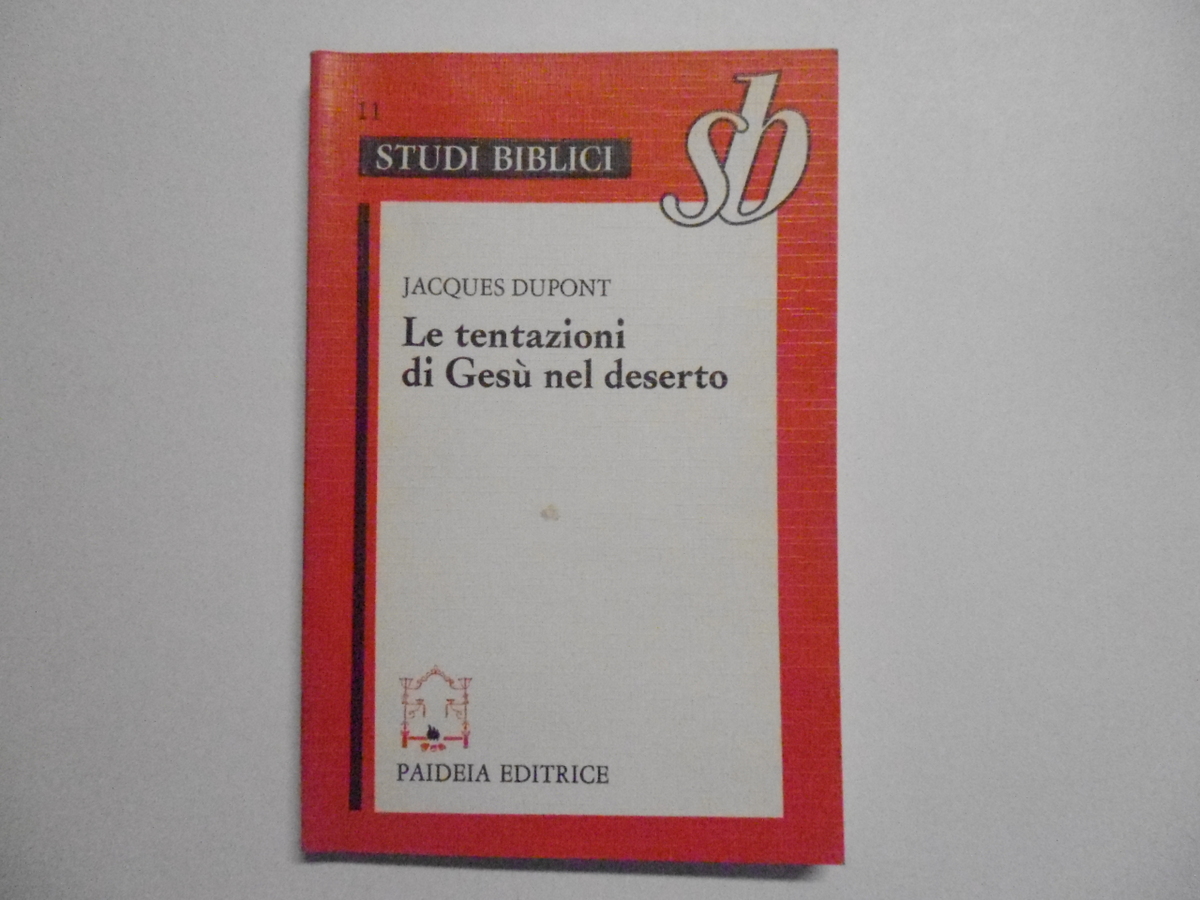 11
STUDI BIBLICI
sb
JACQUES DUPONT
Le tentazioni
di Gesù nel deserto
PAIDEIA EDITRICE